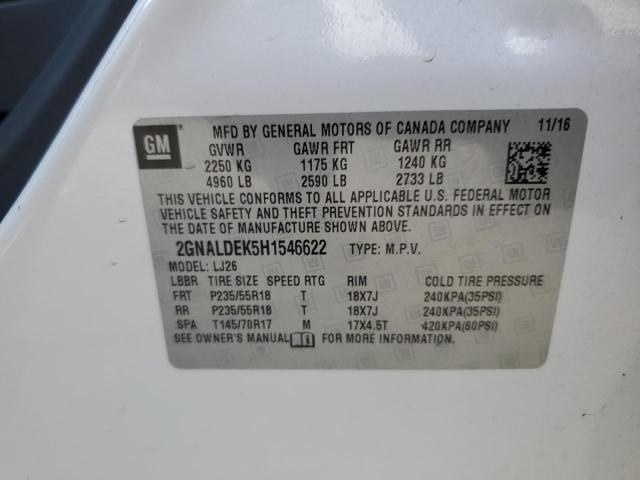 GM
MFD BY GENERAL MOTORS OF CANADA COMPANY 11/16
GVWR GAWR FRT GAWR RR
2250 KG 1175 KG 1240 KG
4960 LB 2590 LB 2733 LB
THIS VEHICLE CONFORMS TO ALL APPLICABLE U.S. FEDERAL MOTOR
VEHICLE SAFETY AND THEFT PREVENTION STANDARDS IN EFFECT ON
THE DATE OF MANUFACTURE SHOWN ABOVE.
2GNALDEK5H1546622 TYPE: M.P.V.
MODEL: LJ26
LBBR TIRE SIZE SPEED RTG RIM COLD TIRE PRESSURE
FRT P235/55R18 T 18X7J 240KPA(35PSI)
RR P235/55R18 T 18X7J 240KPA(35PSI)
SPA T145/70R17 M 17X4.5T 420KPA(60PSI)
SEE OWNER'S MANUAL FOR MORE INFORMATION.